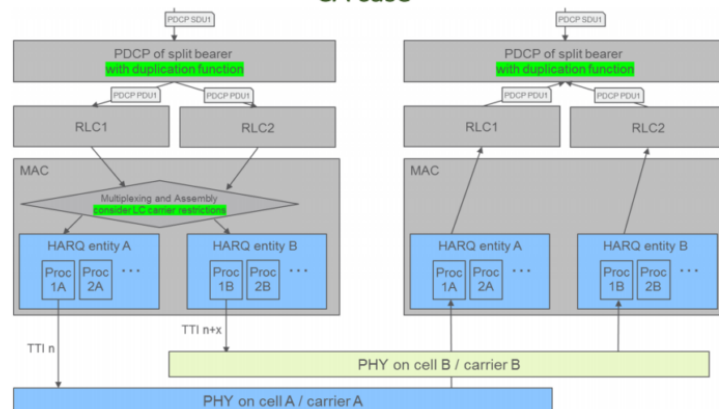 PDCP SDU1
PDCP of split bearer
with duplication function
PDCP PDU1
PDCP PDU1
RLC1
RLC2
MAC
Multiplexing and Assembly
consider LC carrier restrictions
HARQ entity A
Proc
1A
Proc
2A
...
HARQ entity B
Proc
1B
Proc
2B
...
TTI n
TTI n+x
PDCP SDU1
PDCP of split bearer
with duplication function
PDCP PDU1
PDCP PDU1
RLC1
RLC2
MAC
HARQ entity A
Proc
1A
Proc
2A
...
HARQ entity B
Proc
1B
Proc
2B
...
PHY on cell B / carrier B
PHY on cell A / carrier A